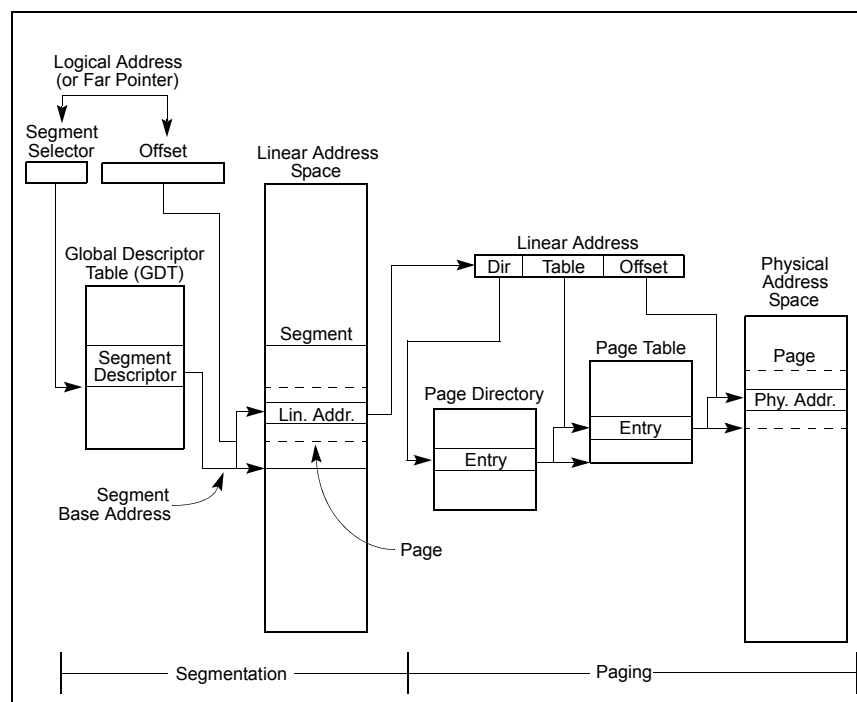 Logical Address
(or Far Pointer)
Segment
Selector
Offset
Linear Address
Space
Global Descriptor
Table (GDT)
Segment
Descriptor
Segment
Lin. Addr.
Segment
Base Address
Page
Linear Address
Dir
Table
Offset
Physical
Address
Space
Page Table
Page
Page Directory
Phy. Addr.
Entry
Entry
Segmentation
Paging